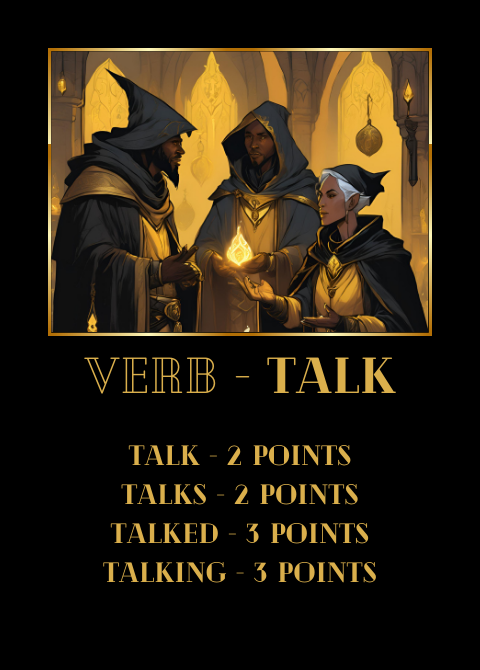 VERB - TALK
TALK - 2 POINTS
TALKS - 2 POINTS
TALKED - 3 POINTS
TALKING - 3 POINTS